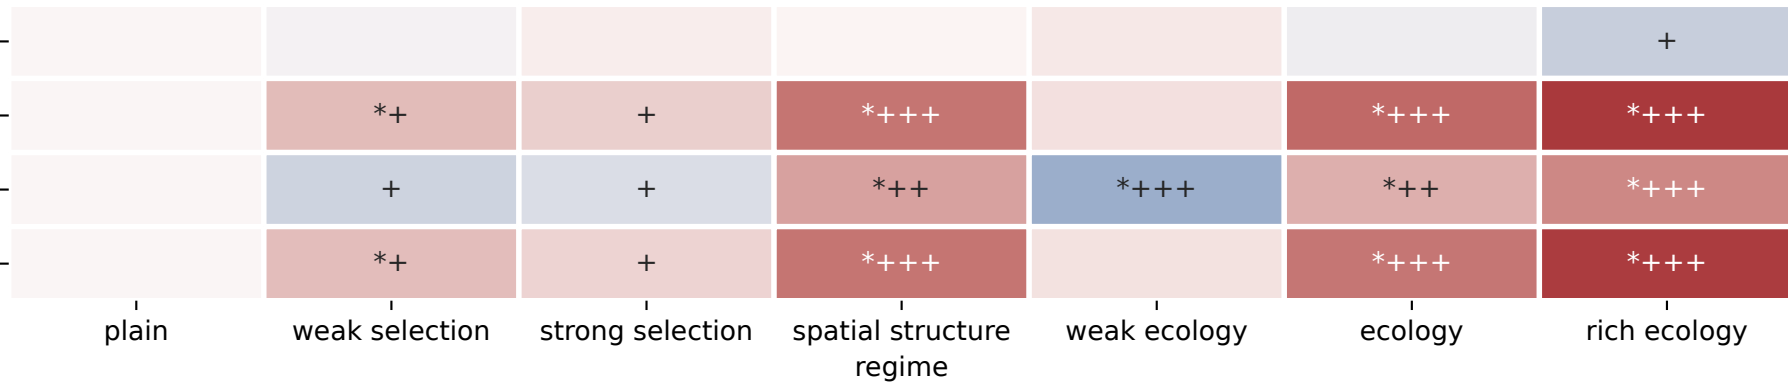 +
*+ + *+++ *+++ *+++
+ + *++ *+++ *++ *+++
*+ + *+++ *+++ *+++
plain weak selection strong selection spatial structure weak ecology ecology rich ecology
regime